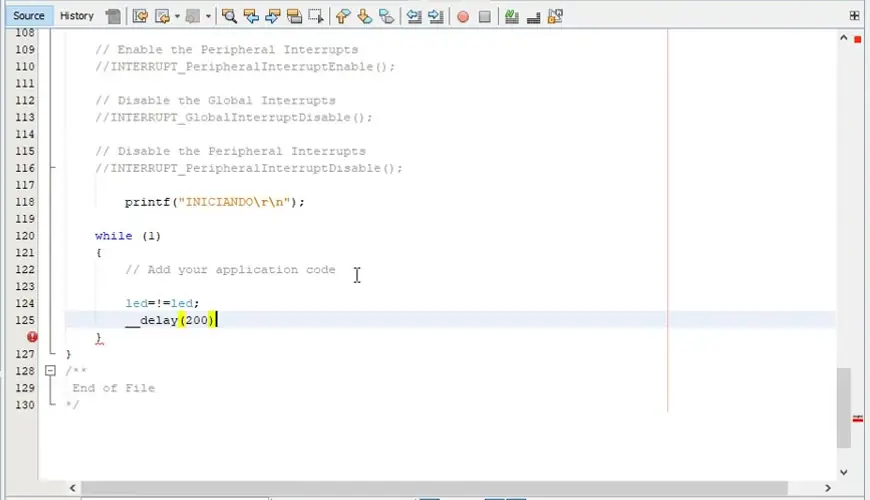 Source History
108
109 // Enable the Peripheral Interrupts
110 //INTERRUPT_PeripheralInterruptEnable();
111
112 // Disable the Global Interrupts
113 //INTERRUPT_GlobalInterruptDisable();
114
115 // Disable the Peripheral Interrupts
116 //INTERRUPT_PeripheralInterruptDisable();
117
118 printf("INICIANDO\r\n");
119
120 while (1)
121 {
122 // Add your application code
123
124 led=!=led;
125 __delay(200)
}
127 }
128 /**
129 End of File
130 */